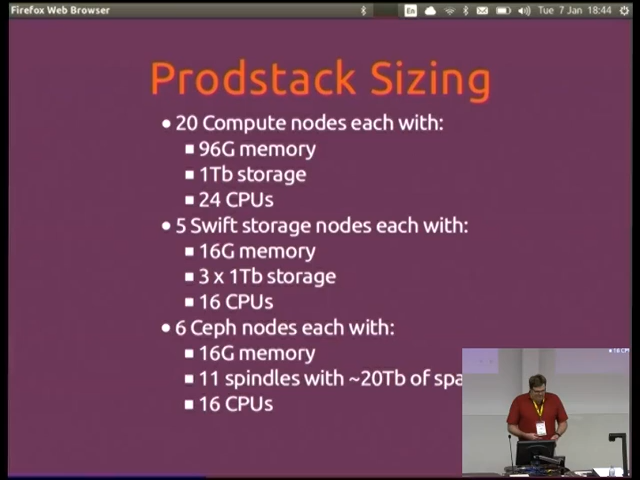 Firefox Web Browser
En
Tue 7 Jan 18:44
Prodstack Sizing
• 20 Compute nodes each with:
▪ 96G memory
▪ 1Tb storage
▪ 24 CPUs
• 5 Swift storage nodes each with:
▪ 16G memory
▪ 3 x 1Tb storage
▪ 16 CPUs
• 6 Ceph nodes each with:
▪ 16G memory
▪ 11 spindles with ~20Tb of spa
▪ 16 CPUs